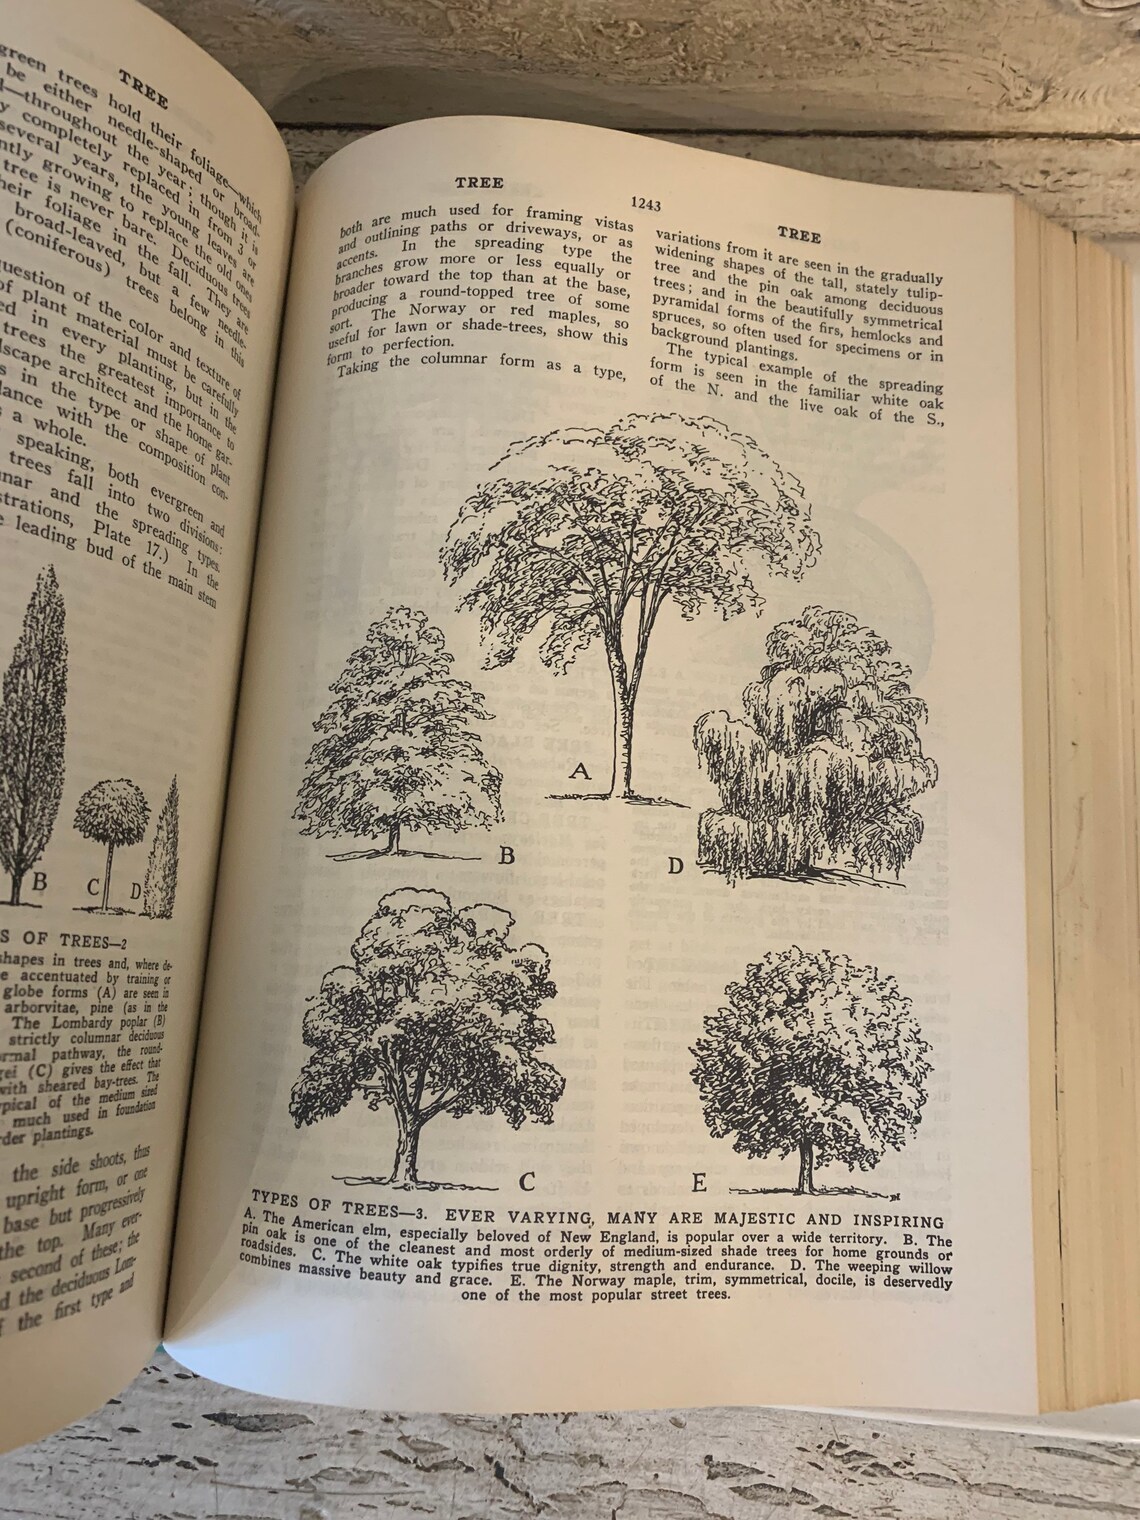 TREE
green trees hold their foliage—which
be either needle-shaped or broad-
—throughout the year; though it is
completely replaced in from 3 or
several years, the young leaves are
growing to replace the old ones
tree is never bare. Deciduous trees
their foliage in the fall. They are
broad-leaved, but a few needle-
(coniferous) trees belong in this
question of the color and texture of
of plant material must be carefully
in every planting, but in the
trees the greatest importance to
architect and the home gar-
in the type or shape of plant
with the composition con-
a whole.
speaking, both evergreen and
trees fall into two divisions:
and the spreading types.
Plate 17.) In the
leading bud of the main stem
B
C
D
OF TREES—2
shapes in trees and, where de-
accentuated by training or
globe forms (A) are seen in
arborvitae, pine (as in the
The Lombardy poplar (B)
strictly columnar deciduous
pathway, the round-
(C) gives the effect that
with sheared bay-trees. The
typical of the medium sized
much used in foundation
plantings.
the side shoots, thus
upright form, or one
base but progressively
the top. Many ever-
second of these; the
the deciduous Lom-
the first type and
TREE
1243
TREE
both are much used for framing vistas
and outlining paths or driveways, or as
accents. In the spreading type the
branches grow more or less equally or
broader toward the top than at the base,
producing a round-topped tree of some
sort. The Norway or red maples, so
useful for lawn or shade-trees, show this
form to perfection.
Taking the columnar form as a type,
variations from it are seen in the gradually
widening shapes of the tall, stately tulip-
tree and the pin oak among deciduous
trees; and in the beautifully symmetrical
pyramidal forms of the firs, hemlocks and
spruces, so often used for specimens or in
background plantings.
The typical example of the spreading
form is seen in the familiar white oak
of the N. and the live oak of the S.,
A
B
D
C
E
TYPES OF TREES—3. EVER VARYING, MANY ARE MAJESTIC AND INSPIRING
A. The American elm, especially beloved of New England, is popular over a wide territory. B. The
pin oak is one of the cleanest and most orderly of medium-sized shade trees for home grounds or
roadsides. C. The white oak typifies true dignity, strength and endurance. D. The weeping willow
combines massive beauty and grace. E. The Norway maple, trim, symmetrical, docile, is deservedly
one of the most popular street trees.